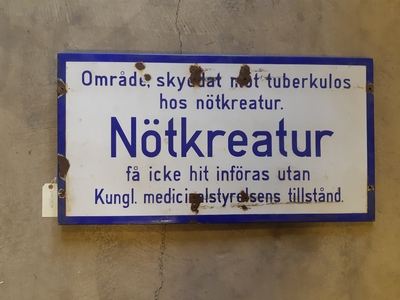 Område, skyddat mot tuberkulos
hos nötkreatur.
Nötkreatur
få icke hit införas utan
Kungl. medicinalstyrelsens tillstånd.